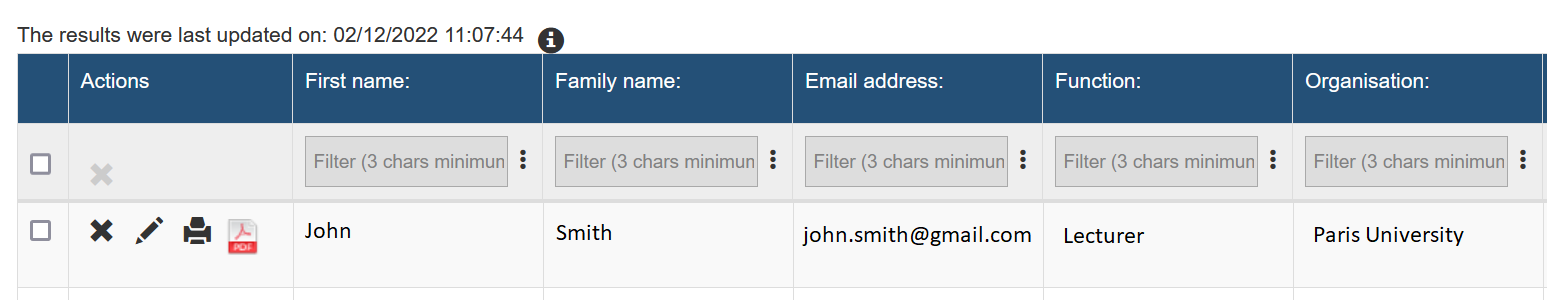 The results were last updated on: 02/12/2022 11:07:44
Actions First name: Family name: Email address: Function: Organisation:
Filter (3 chars minimun Filter (3 chars minimun Filter (3 chars minimun Filter (3 chars minimun Filter (3 chars minimun
PDF John Smith john.smith@gmail.com Lecturer Paris University